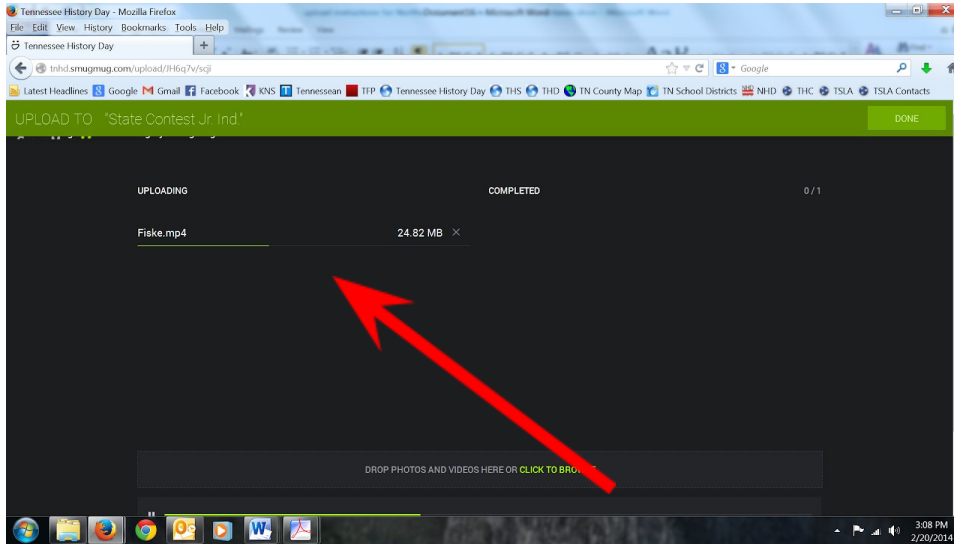 Tennessee History Day - Mozilla Firefox
File Edit View History Bookmarks Tools Help
Tennessee History Day +
tnhd.smugmug.com/upload/JH6q7v/scji Google
Latest Headlines Google Gmail Facebook KNS Tennessean TFP Tennessee History Day THS THD TN County Map TN School Districts NHD THC TSLA TSLA Contacts
UPLOAD TO "State Contest Jr. Ind." DONE
UPLOADING COMPLETED 0 / 1
Fiske.mp4 24.82 MB
DROP PHOTOS AND VIDEOS HERE OR CLICK TO
3:08 PM
2/20/2014